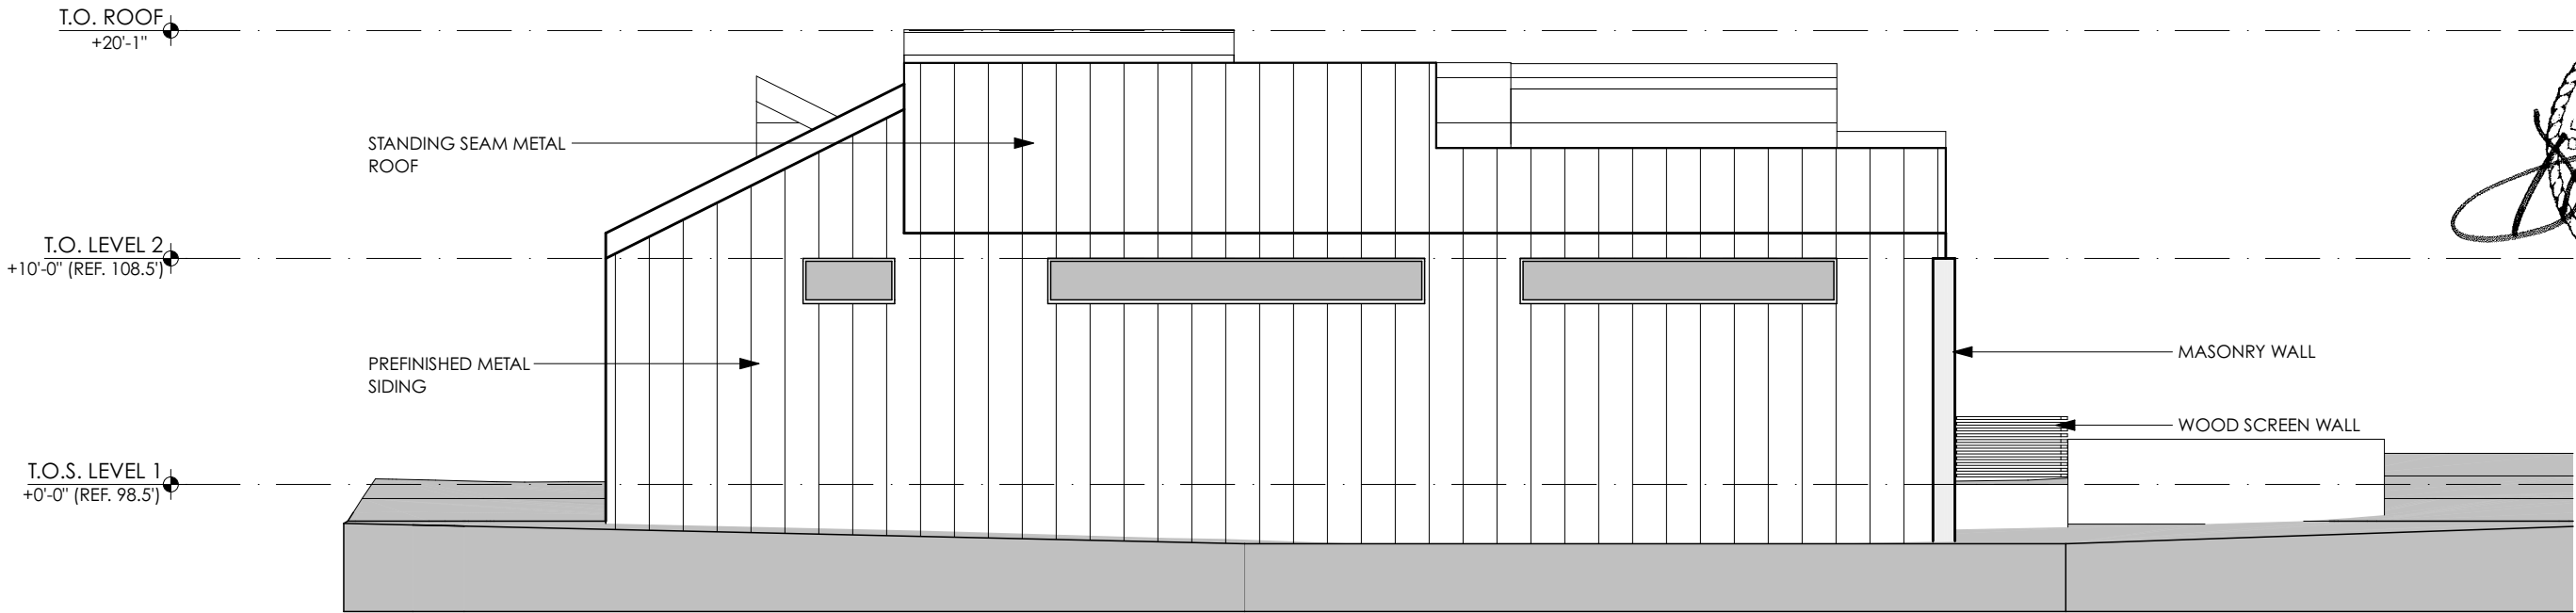 T.O. ROOF
+20'-1"
STANDING SEAM METAL
ROOF
T.O. LEVEL 2
+10'-0" (REF. 108.5')
PREFINISHED METAL
SIDING
MASONRY WALL
WOOD SCREEN WALL
T.O.S. LEVEL 1
+0'-0" (REF. 98.5')